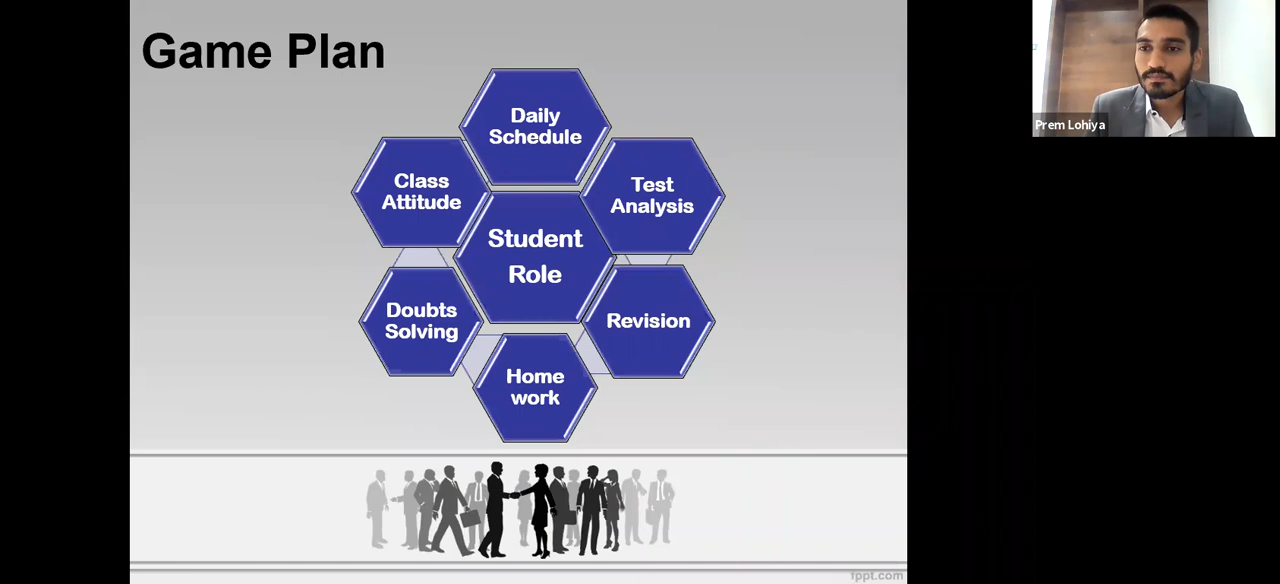 Game Plan
Daily
Schedule
Class
Attitude
Test
Analysis
Student
Role
Doubts
Solving
Revision
Home
work
fppt.com
Prem Lohiya